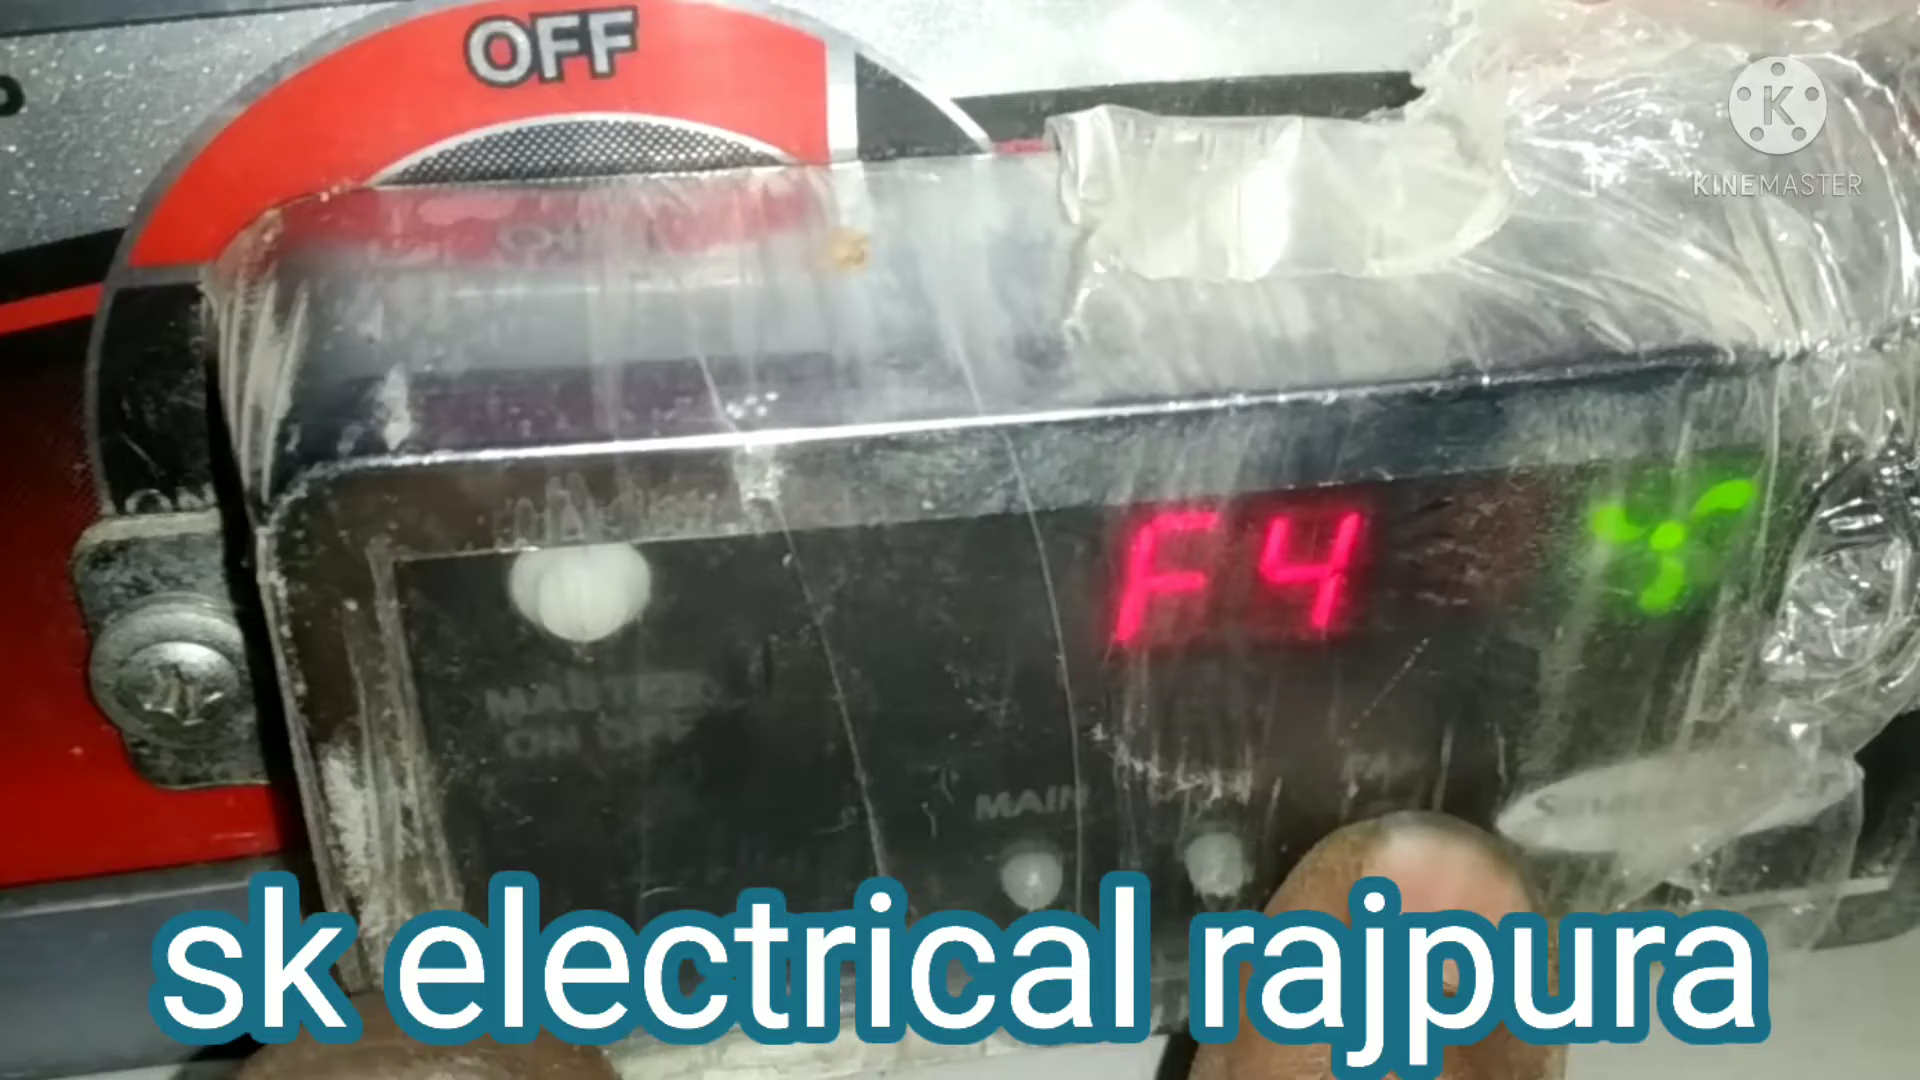 OFF
KINEMASTER
F4
MASTER
ON OFF
MAIN
sk electrical rajpura